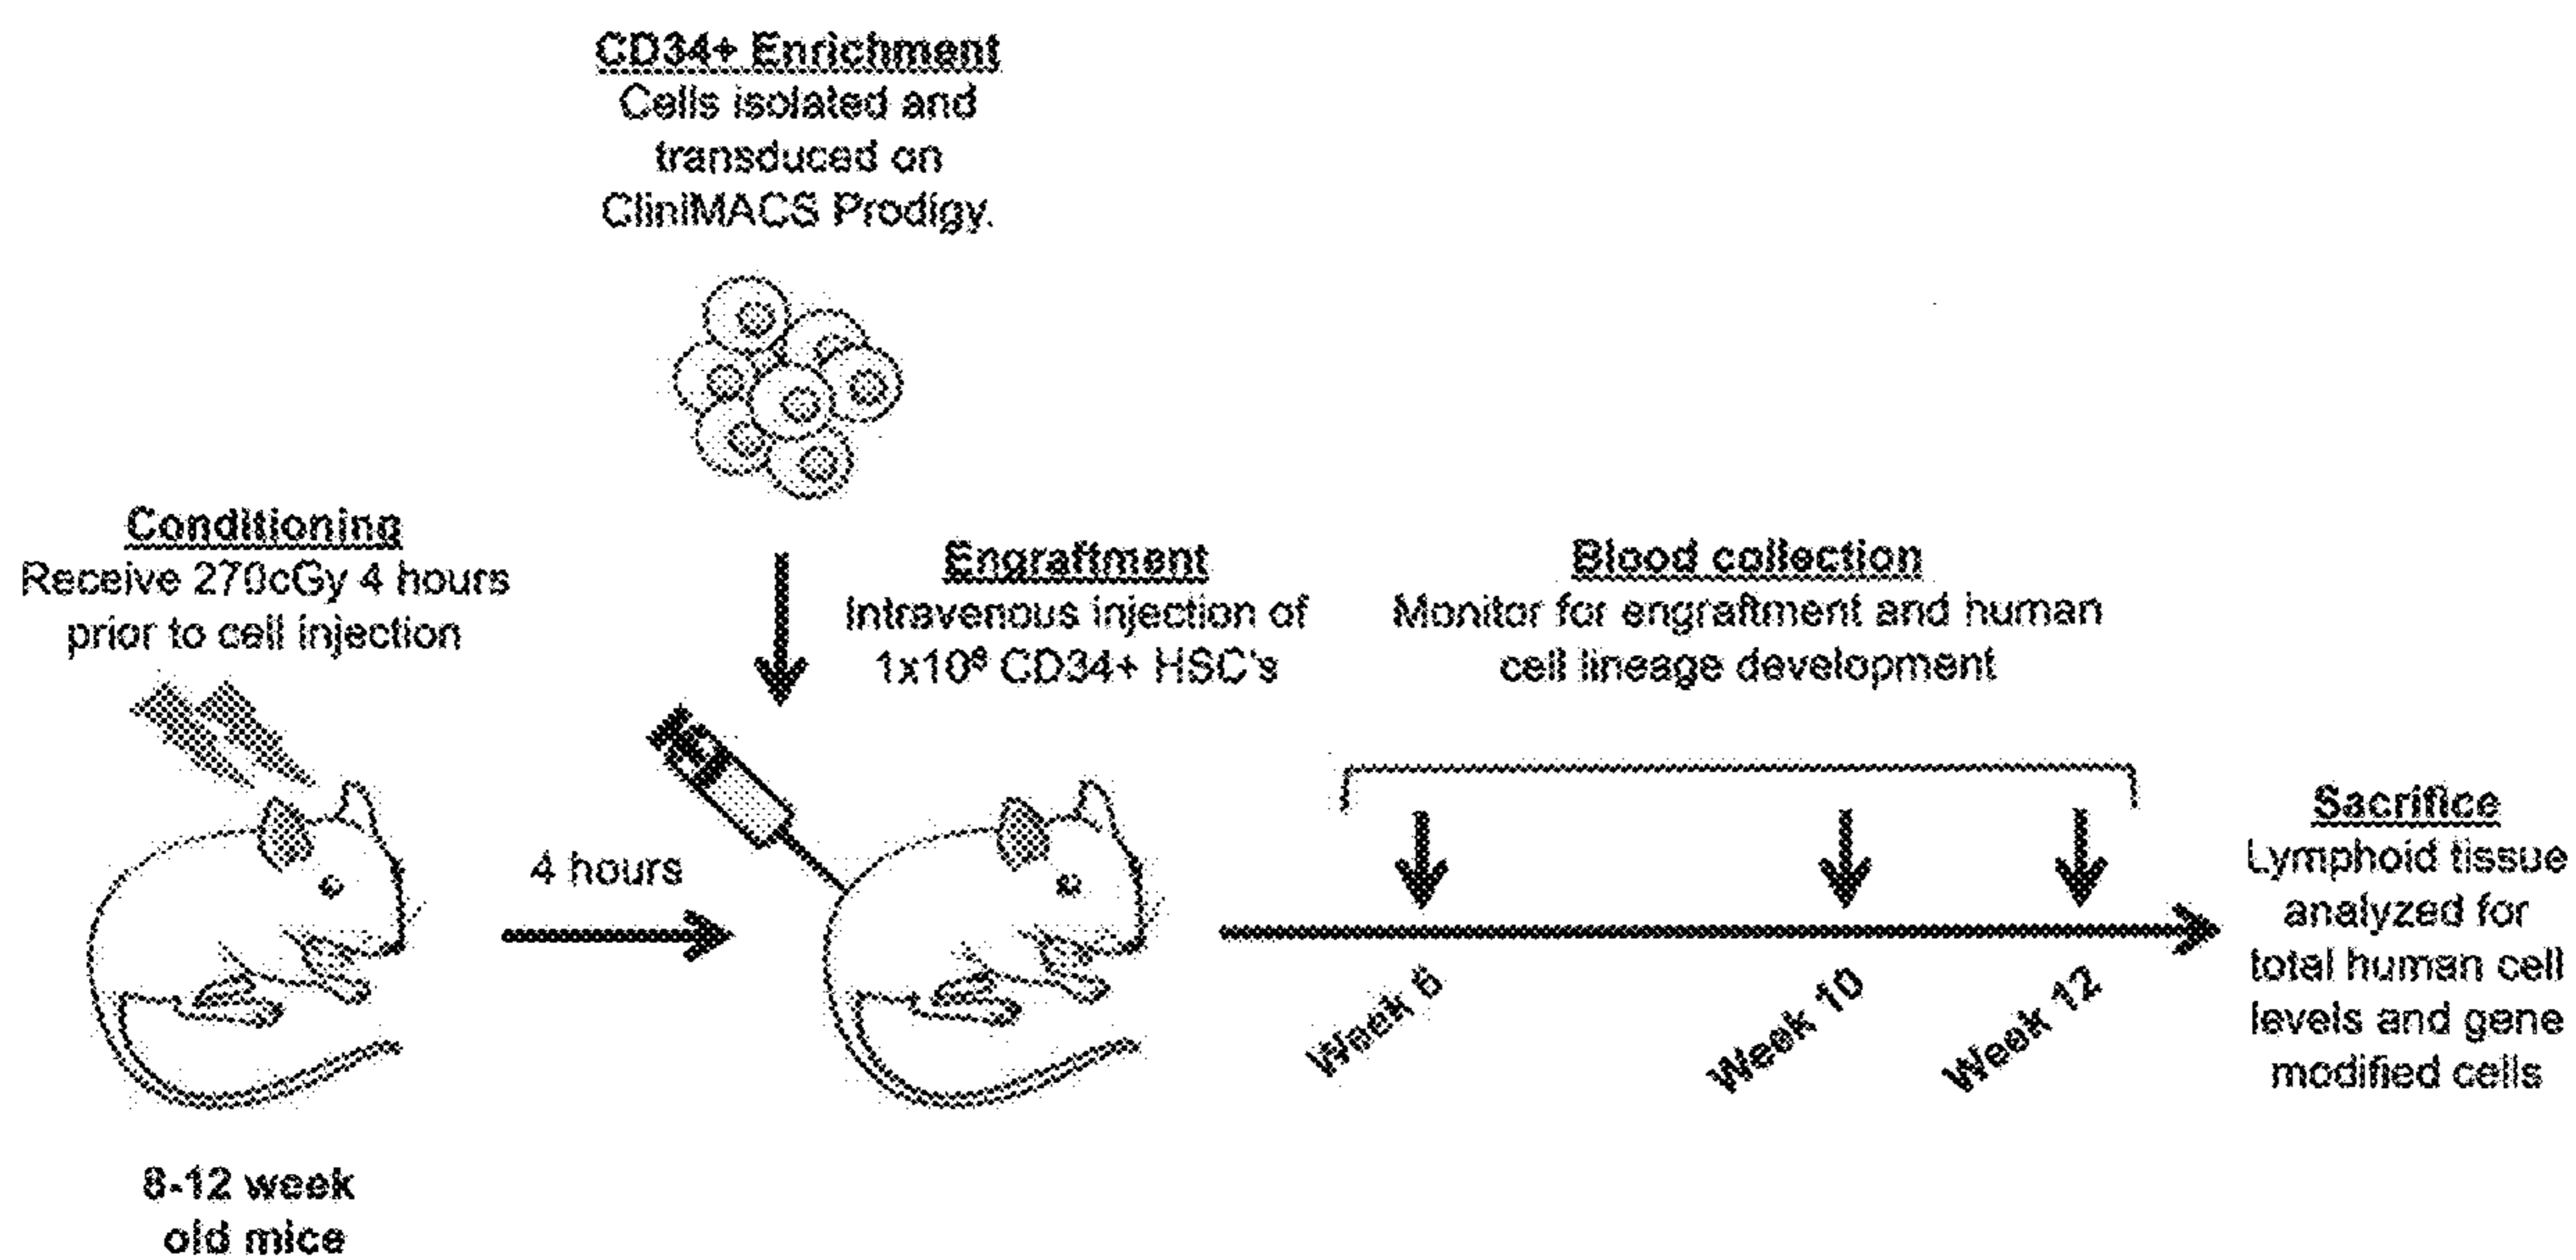 CD34+ Enrichment
Cells isolated and
transduced on
CliniMACS Prodigy.
Conditioning
Receive 270cGy 4 hours
prior to cell injection
Engraftment
Intravenous injection of
CD34+ HSC's
Blood collection
Monitor for engraftment and human
cell lineage development
4 hours
Week 6
Week 10
Week 12
Sacrifice
Lymphoid tissue
analyzed for
total human cell
levels and gene
modified cells
8-12 week
old mice